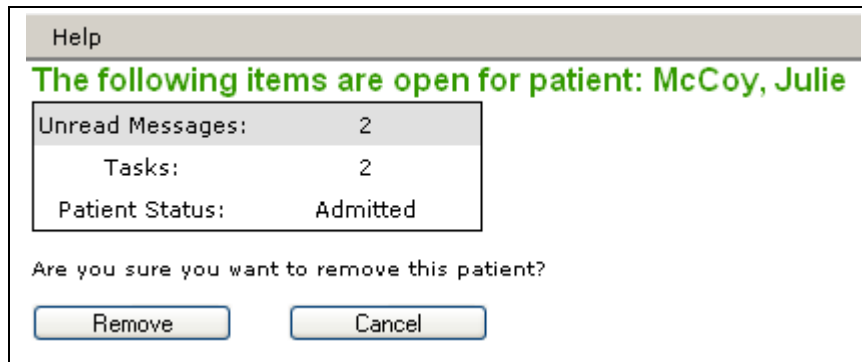 Help
The following items are open for patient: McCoy, Julie
Unread Messages: 2
Tasks: 2
Patient Status: Admitted
Are you sure you want to remove this patient?
Remove Cancel